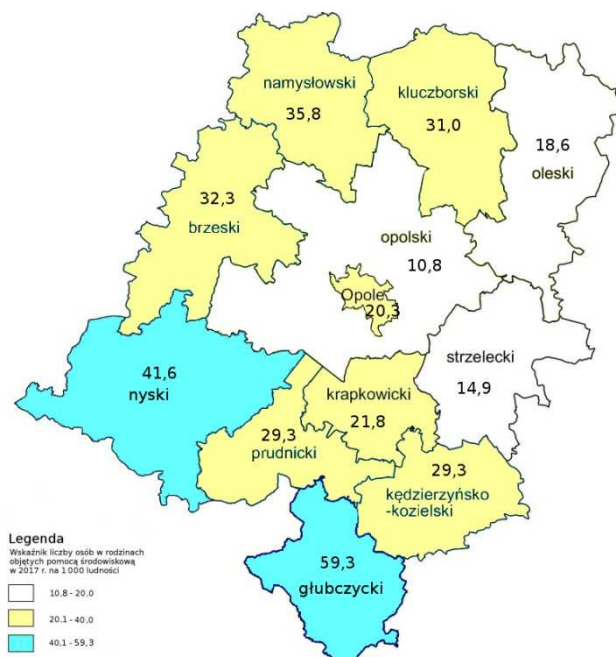 namysłowski
35,8
kluczborski
31,0
18,6
oleski
32,3
brzeski
opolski
10,8
Opole
20,3
strzelecki
14,9
41,6
nyski
krapkowicki
21,8
29,3
prudnicki
29,3
kędzierzyńsko
-kozielski
59,3
głubczycki
Legenda
Wskaźnik liczby osób w rodzinach
objętych pomocą środowiskową
w 2017 r. na 1000 ludności
10.8 - 20.0
20.1 - 40.0
40.1 - 59.3